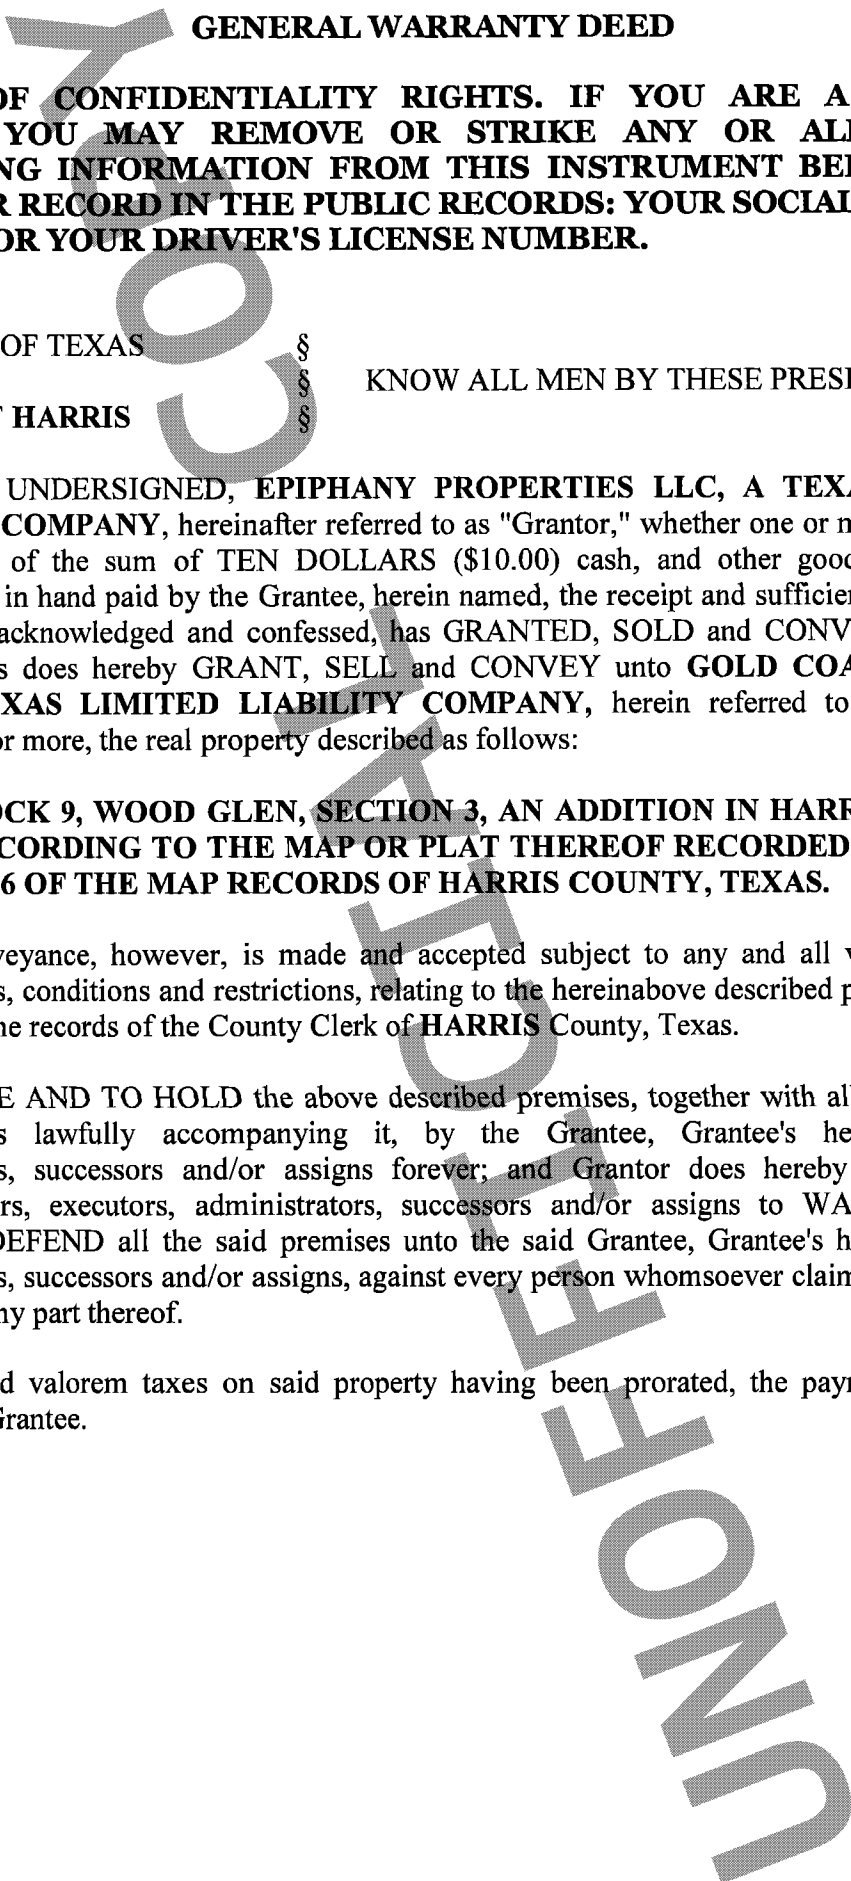 GENERAL WARRANTY DEED
OF CONFIDENTIALITY RIGHTS. IF YOU ARE A
YOU MAY REMOVE OR STRIKE ANY OR ALL
NG INFORMATION FROM THIS INSTRUMENT BE
R RECORD IN THE PUBLIC RECORDS: YOUR SOCIAL
OR YOUR DRIVER'S LICENSE NUMBER.
OF TEXAS §
§ KNOW ALL MEN BY THESE PRES
HARRIS §
UNDERSIGNED, EPIPHANY PROPERTIES LLC, A TEXA
COMPANY, hereinafter referred to as "Grantor," whether one or m
of the sum of TEN DOLLARS ($10.00) cash, and other good
in hand paid by the Grantee, herein named, the receipt and sufficien
acknowledged and confessed, has GRANTED, SOLD and CONV
s does hereby GRANT, SELL and CONVEY unto GOLD COA
XAS LIMITED LIABILITY COMPANY, herein referred to
or more, the real property described as follows:
OCK 9, WOOD GLEN, SECTION 3, AN ADDITION IN HARR
CORDING TO THE MAP OR PLAT THEREOF RECORDED
6 OF THE MAP RECORDS OF HARRIS COUNTY, TEXAS.
veyance, however, is made and accepted subject to any and all v
s, conditions and restrictions, relating to the hereinabove described p
he records of the County Clerk of HARRIS County, Texas.
E AND TO HOLD the above described premises, together with al
s lawfully accompanying it, by the Grantee, Grantee's he
s, successors and/or assigns forever; and Grantor does hereby
rs, executors, administrators, successors and/or assigns to WA
DEFEND all the said premises unto the said Grantee, Grantee's h
s, successors and/or assigns, against every person whomsoever claim
ny part thereof.
d valorem taxes on said property having been prorated, the payn
Grantee.
UNOFFICIAL COPY